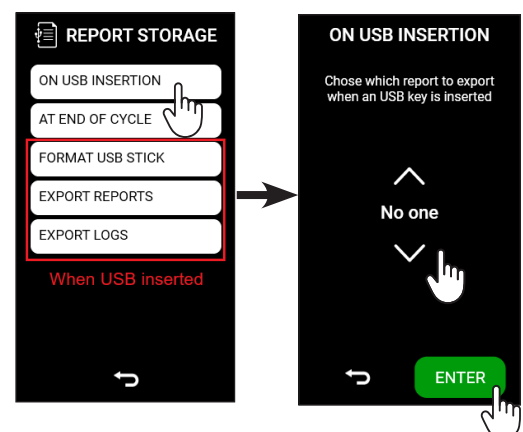 REPORT STORAGE
ON USB INSERTION
AT END OF CYCLE
FORMAT USB STICK
EXPORT REPORTS
EXPORT LOGS
When USB inserted
ON USB INSERTION
Chose which report to export
when an USB key is inserted
No one
ENTER